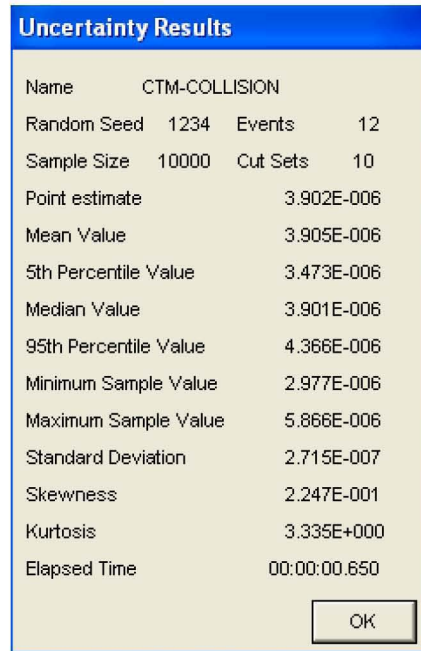 Uncertainty Results
Name CTM-COLLISION
Random Seed 1234 Events 12
Sample Size 10000 Cut Sets 10
Point estimate 3.902E-006
Mean Value 3.905E-006
5th Percentile Value 3.473E-006
Median Value 3.901E-006
95th Percentile Value 4.366E-006
Minimum Sample Value 2.977E-006
Maximum Sample Value 5.866E-006
Standard Deviation 2.715E-007
Skewness 2.247E-001
Kurtosis 3.335E+000
Elapsed Time 00:00:00.650
OK